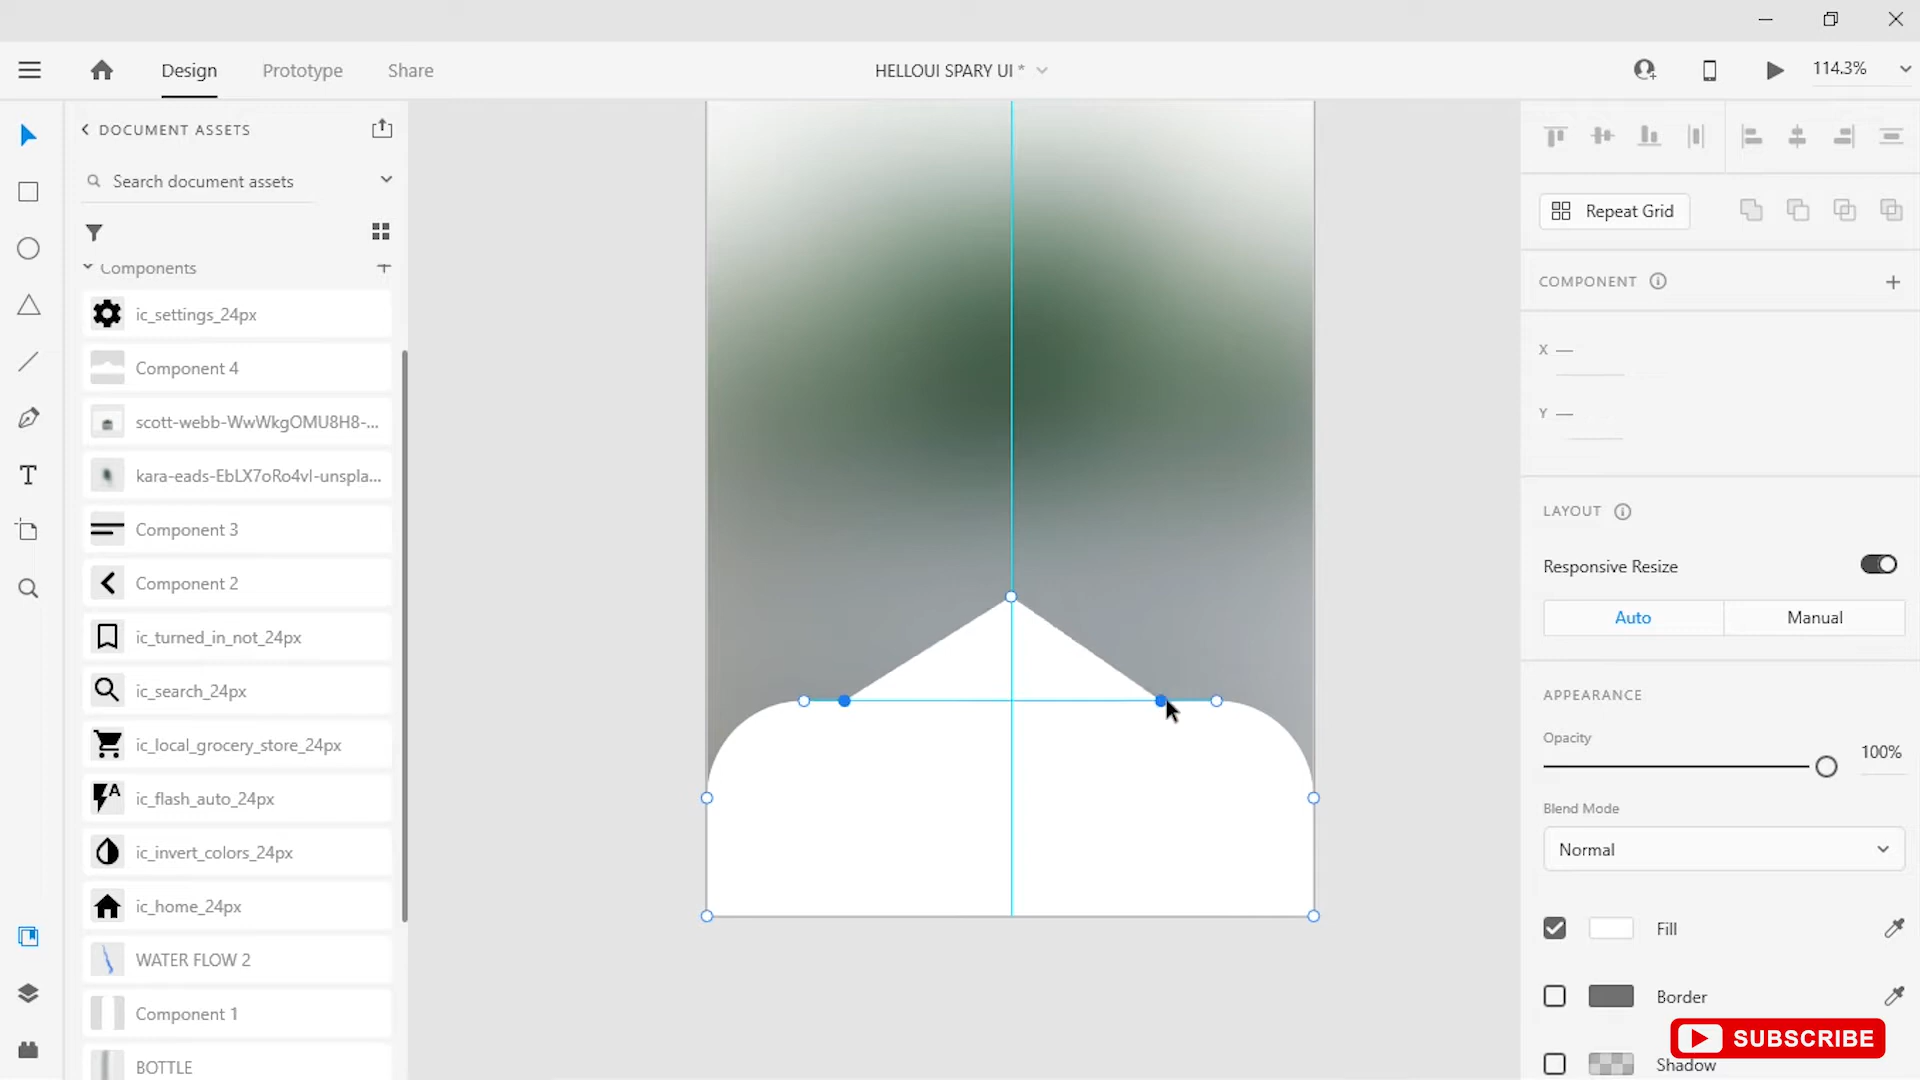 Design
Prototype
Share
HELLOUI SPARY UI *
114.3%
DOCUMENT ASSETS
Search document assets
Components
ic_settings_24px
Component 4
scott-webb-WwWkgOMU8H8-...
kara-eads-EbLX7oRo4vI-unspla...
Component 3
Component 2
ic_turned_in_not_24px
ic_search_24px
ic_local_grocery_store_24px
ic_flash_auto_24px
ic_invert_colors_24px
ic_home_24px
WATER FLOW 2
Component 1
BOTTLE
Repeat Grid
COMPONENT
X —
Y —
LAYOUT
Responsive Resize
Auto
Manual
APPEARANCE
Opacity
100%
Blend Mode
Normal
Fill
Border
SUBSCRIBE
Shadow